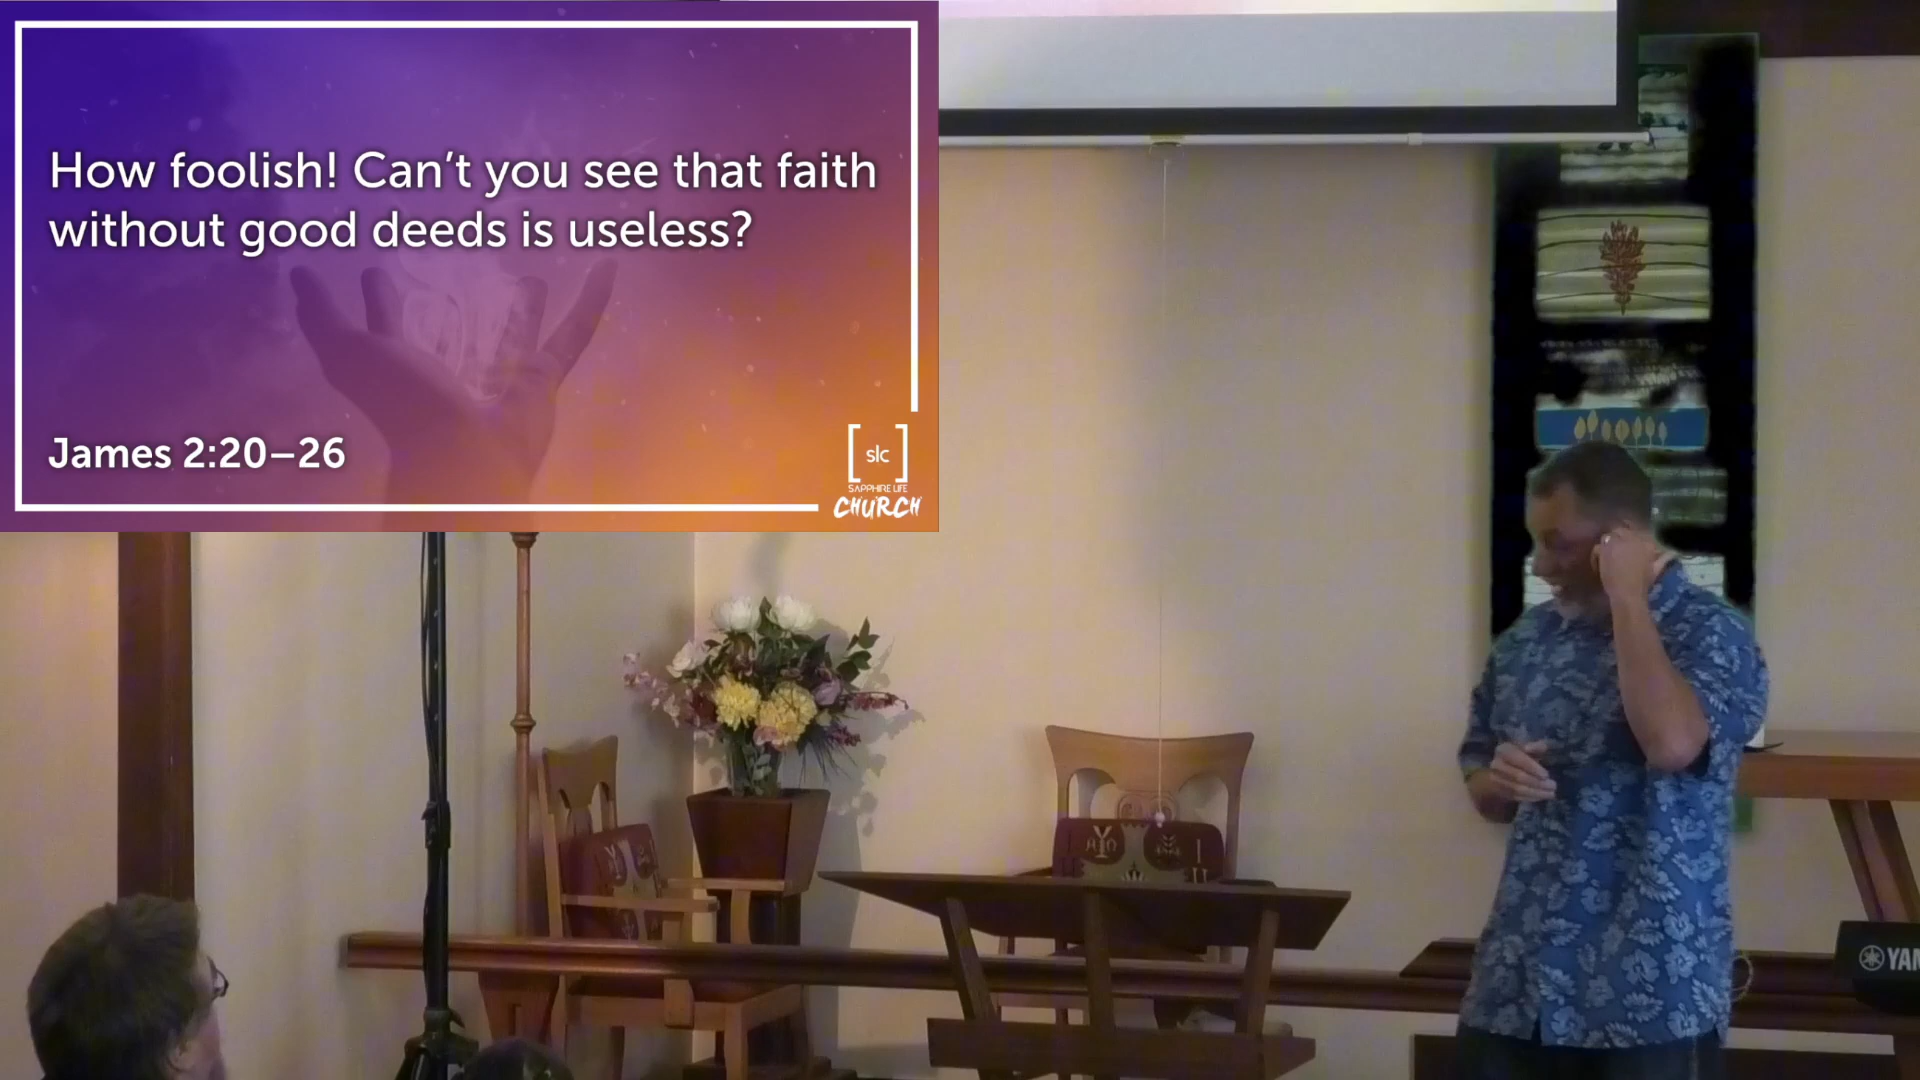 How foolish! Can't you see that faith
without good deeds is useless?
James 2:20–26
slc
SAPPHIRE LIFE
CHURCH